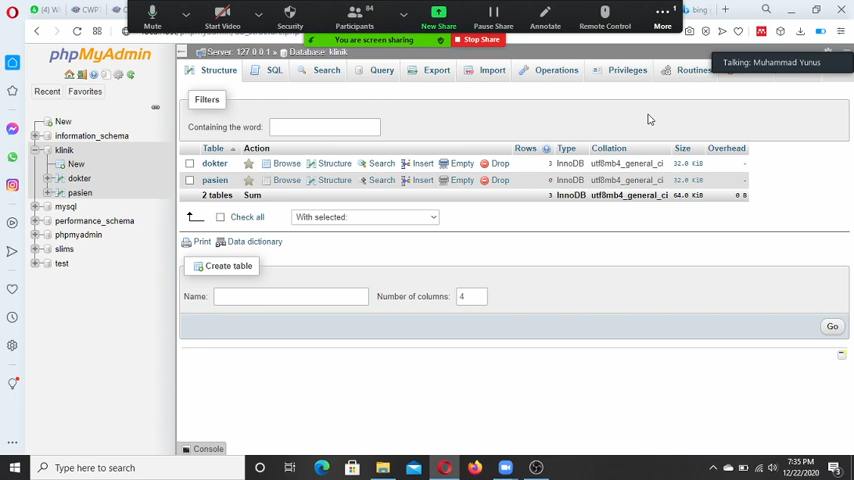 Mute
Start Video
Security
84
Participants
New Share
Pause Share
Annotate
Remote Control
1
More
bing
(4) W
CWP
C
You are screen sharing
Stop Share
Talking: Muhammad Yunus
phpMyAdmin
Recent
Favorites
New
information_schema
klinik
New
dokter
pasien
mysql
performance_schema
phpmyadmin
slims
test
Server: 127.0.0.1 » Database: klinik
Structure
SQL
Search
Query
Export
Import
Operations
Privileges
Routines
Filters
Containing the word:
Table Action Rows Type Collation Size Overhead
dokter Browse Structure Search Insert Empty Drop 3 InnoDB utf8mb4_general_ci 32.0 KiB -
pasien Browse Structure Search Insert Empty Drop 0 InnoDB utf8mb4_general_ci 32.0 KiB -
2 tables Sum 3 InnoDB utf8mb4_general_ci 64.0 KiB 0 B
Check all
With selected:
Print
Data dictionary
Create table
Name:
Number of columns: 4
Go
Console
Type here to search
7:35 PM
12/22/2020
3